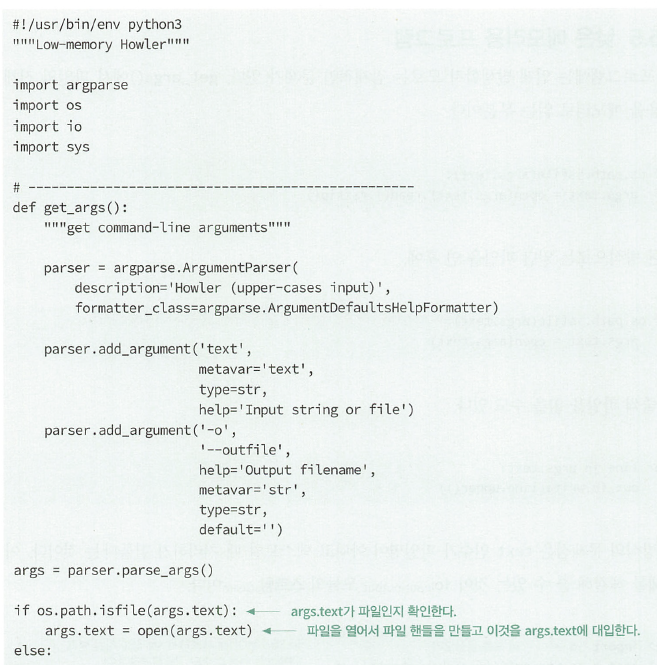 #!/usr/bin/env python3
"""Low-memory Howler"""

import argparse
import os
import io
import sys

# --------------------------------------------------
def get_args():
    """get command-line arguments"""

    parser = argparse.ArgumentParser(
        description='Howler (upper-cases input)',
        formatter_class=argparse.ArgumentDefaultsHelpFormatter)

    parser.add_argument('text',
                        metavar='text',
                        type=str,
                        help='Input string or file')
    parser.add_argument('-o',
                        '--outfile',
                        help='Output filename',
                        metavar='str',
                        type=str,
                        default='')

args = parser.parse_args()

if os.path.isfile(args.text): ◄— args.text가 파일인지 확인한다.
    args.text = open(args.text) ◄— 파일을 열어서 파일 핸들을 만들고 이것을 args.text에 대입한다.
else: